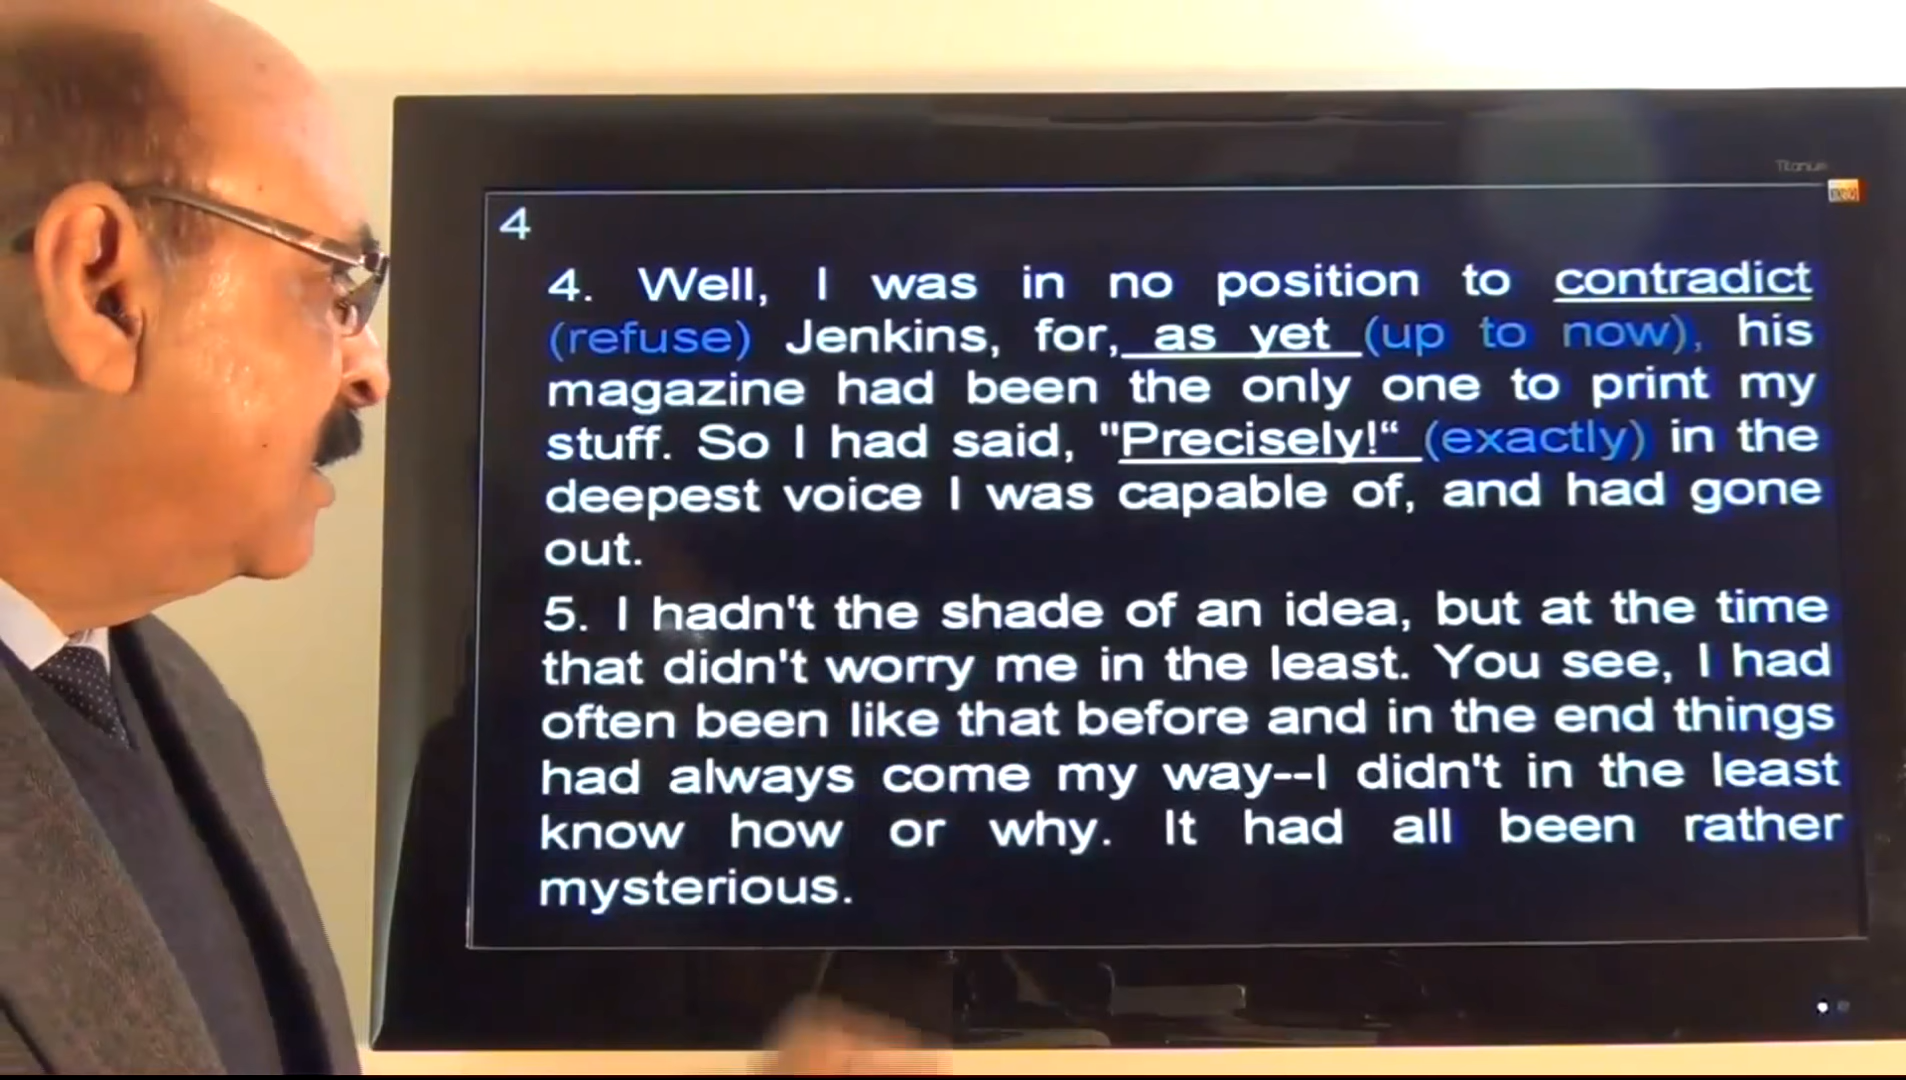 Titanium
4
4. Well, I was in no position to contradict
(refuse) Jenkins, for, as yet (up to now), his
magazine had been the only one to print my
stuff. So I had said, "Precisely!“ (exactly) in the
deepest voice I was capable of, and had gone
out.
5. I hadn't the shade of an idea, but at the time
that didn't worry me in the least. You see, I had
often been like that before and in the end things
had always come my way--I didn't in the least
know how or why. It had all been rather
mysterious.